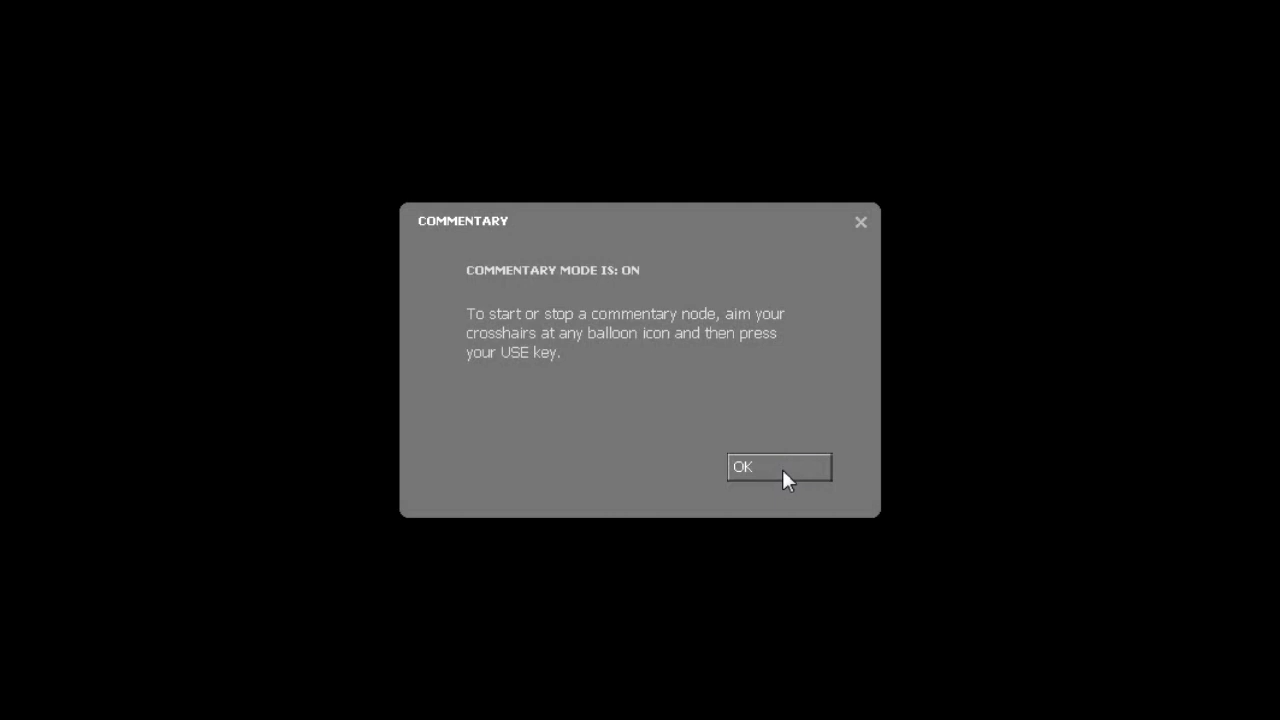 COMMENTARY
COMMENTARY MODE IS: ON
To start or stop a commentary node, aim your
crosshairs at any balloon icon and then press
your USE key.
OK